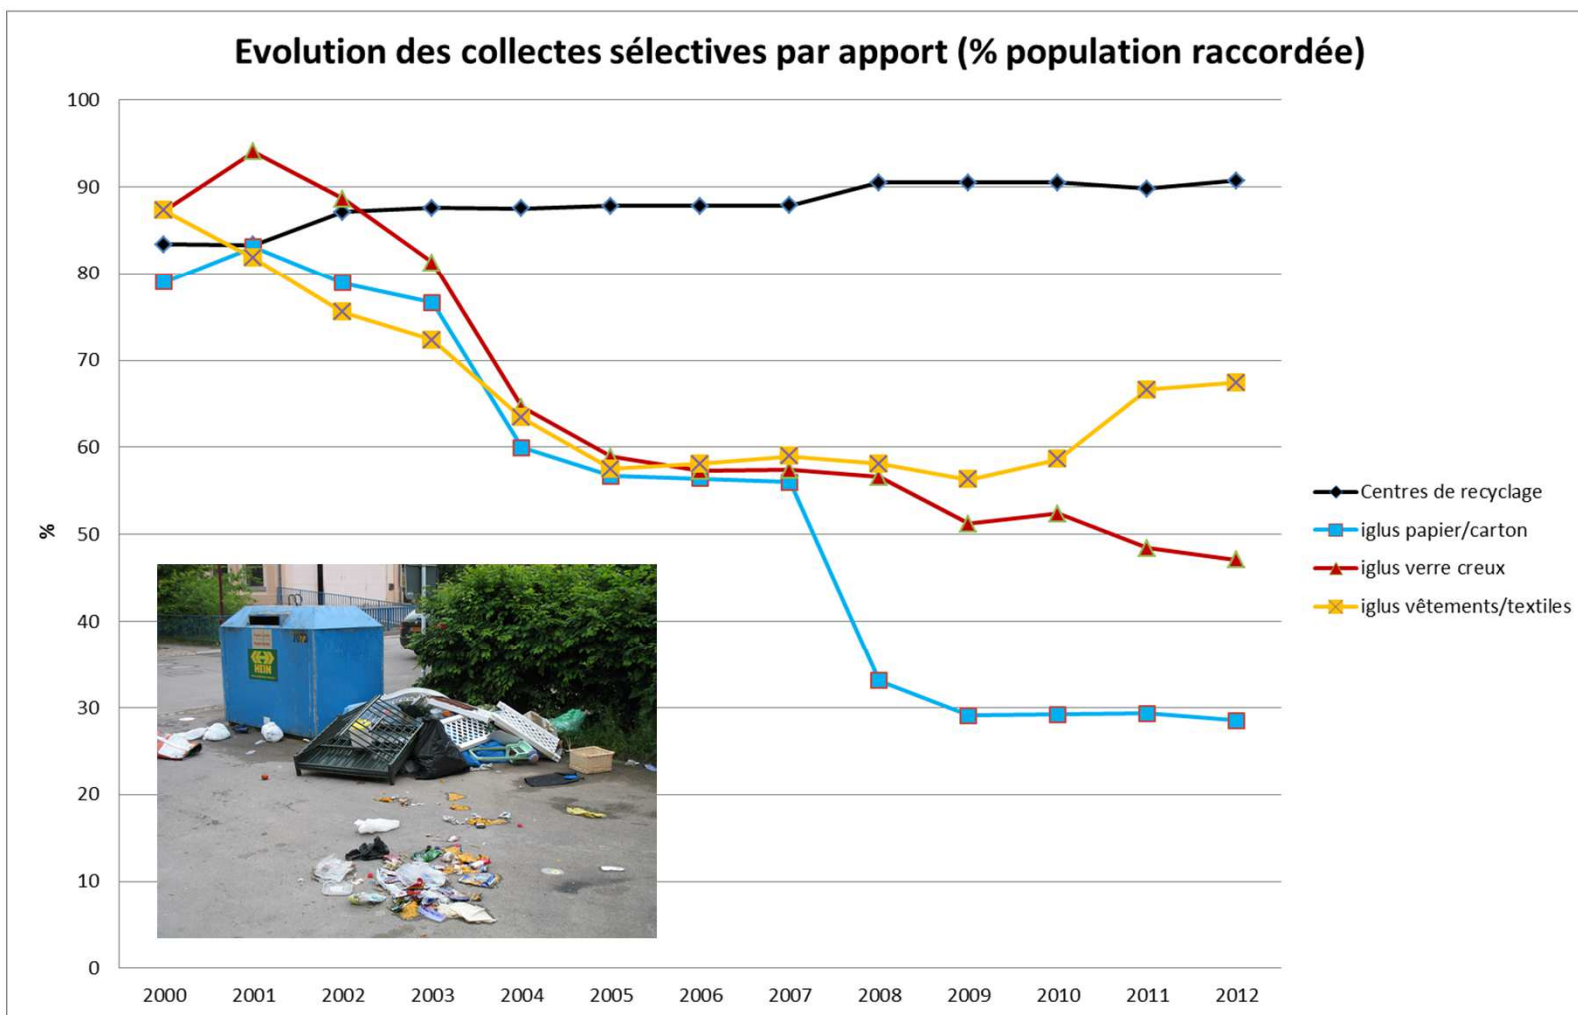 Evolution des collectes sélectives par apport (% population raccordée)
100
90
80
70
60
50
40
30
20
10
0
%
2000 2001 2002 2003 2004 2005 2006 2007 2008 2009 2010 2011 2012
Centres de recyclage
iglus papier/carton
iglus verre creux
iglus vêtements/textiles
HEIN